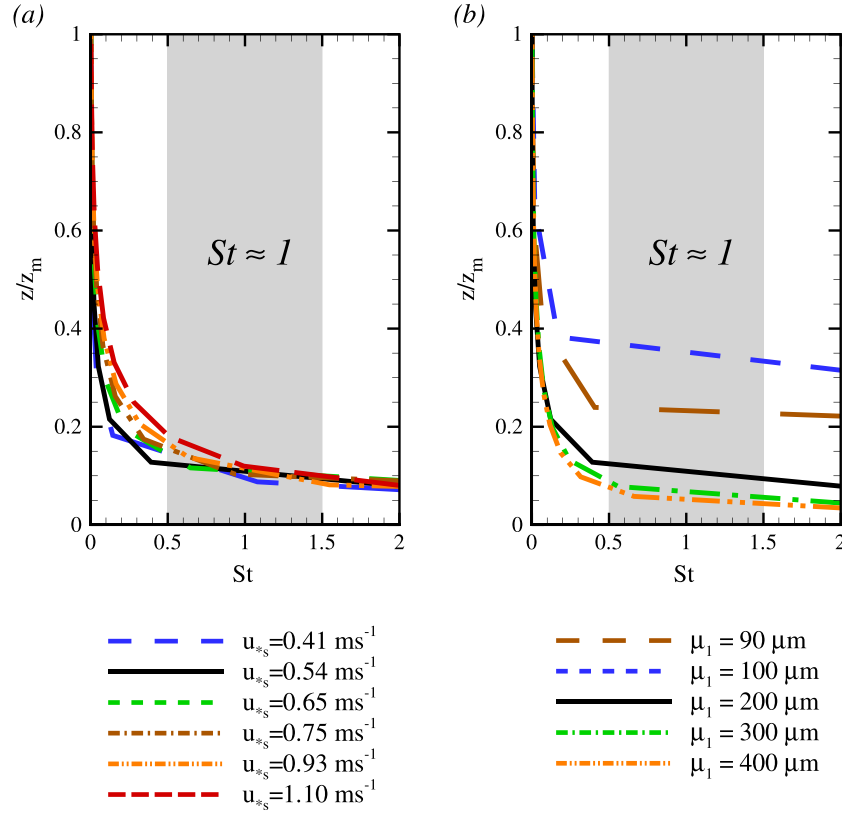 (a)
(b)
1
0.8
0.6
0.4
0.2
0
z/z_m
St ≈ 1
0 0.5 1 1.5 2
St
1
0.8
0.6
0.4
0.2
0
z/z_m
St ≈ 1
0 0.5 1 1.5 2
St
u*s=0.41 ms-1
u*s=0.54 ms-1
u*s=0.65 ms-1
u*s=0.75 ms-1
u*s=0.93 ms-1
u*s=1.10 ms-1
μ1 = 90 μm
μ1 = 100 μm
μ1 = 200 μm
μ1 = 300 μm
μ1 = 400 μm